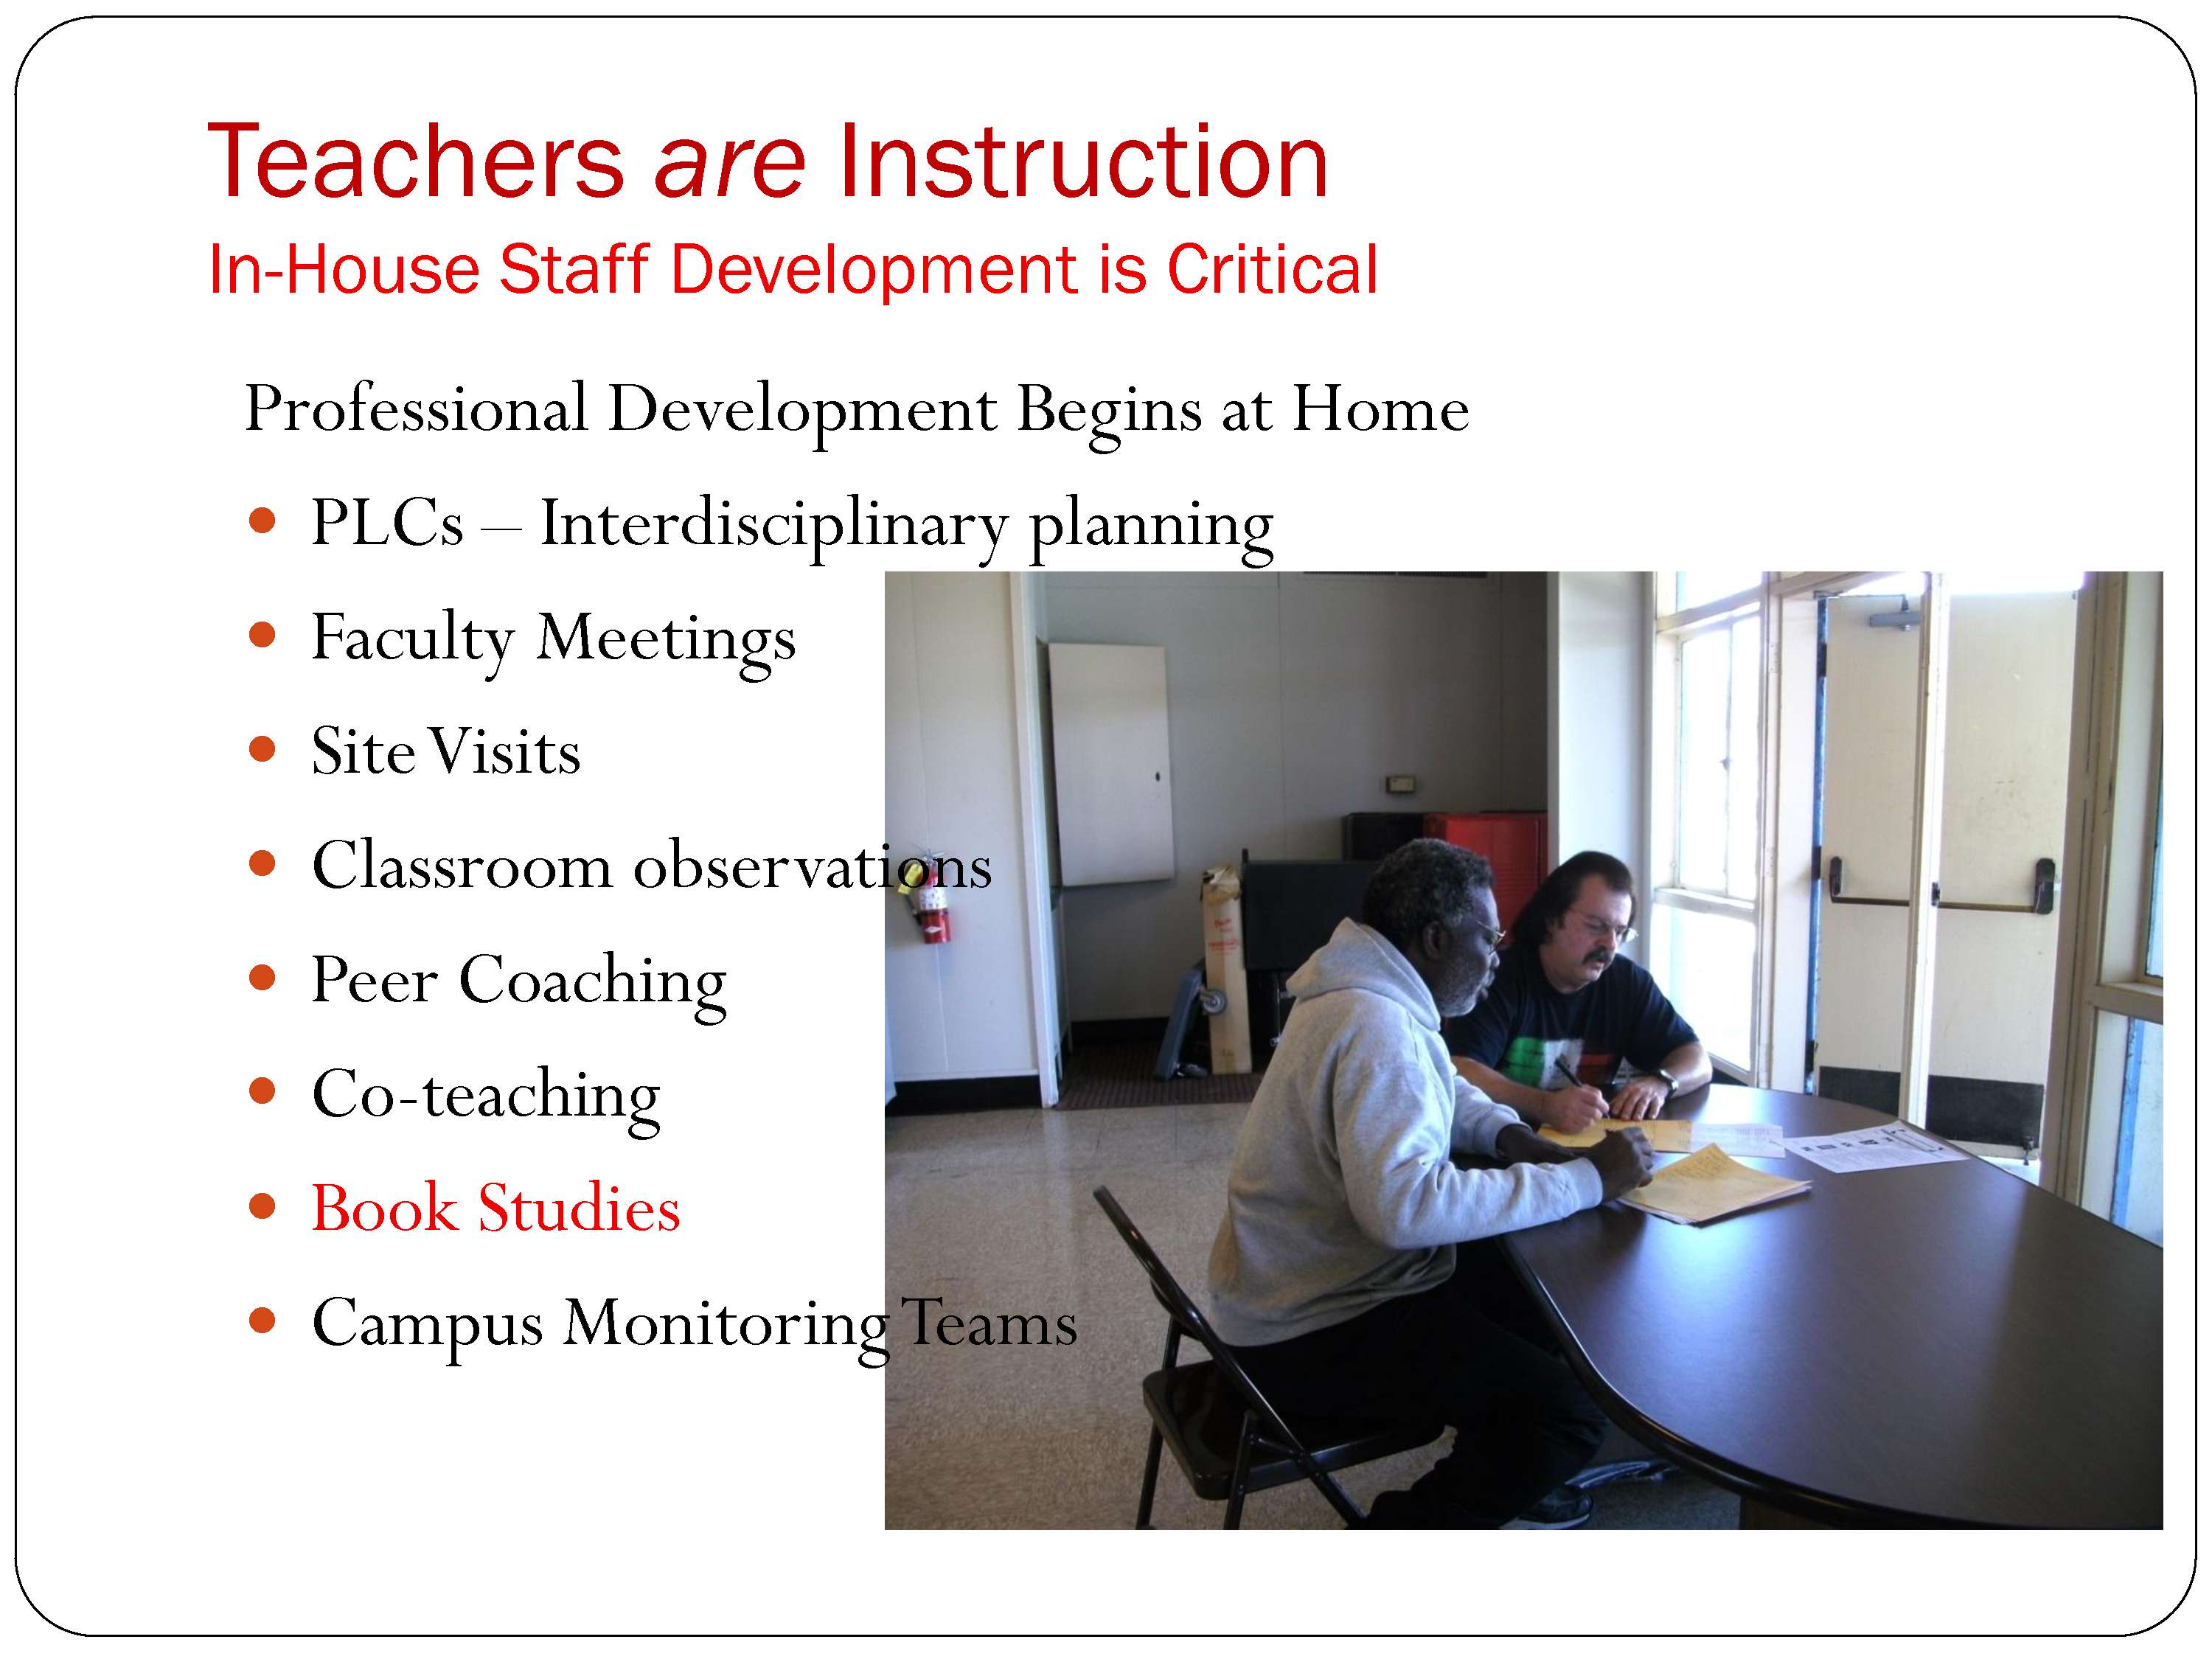 Teachers are Instruction
In-House Staff Development is Critical
Professional Development Begins at Home
• PLCs – Interdisciplinary planning
• Faculty Meetings
• Site Visits
• Classroom observations
• Peer Coaching
• Co-teaching
• Book Studies
• Campus Monitoring Teams